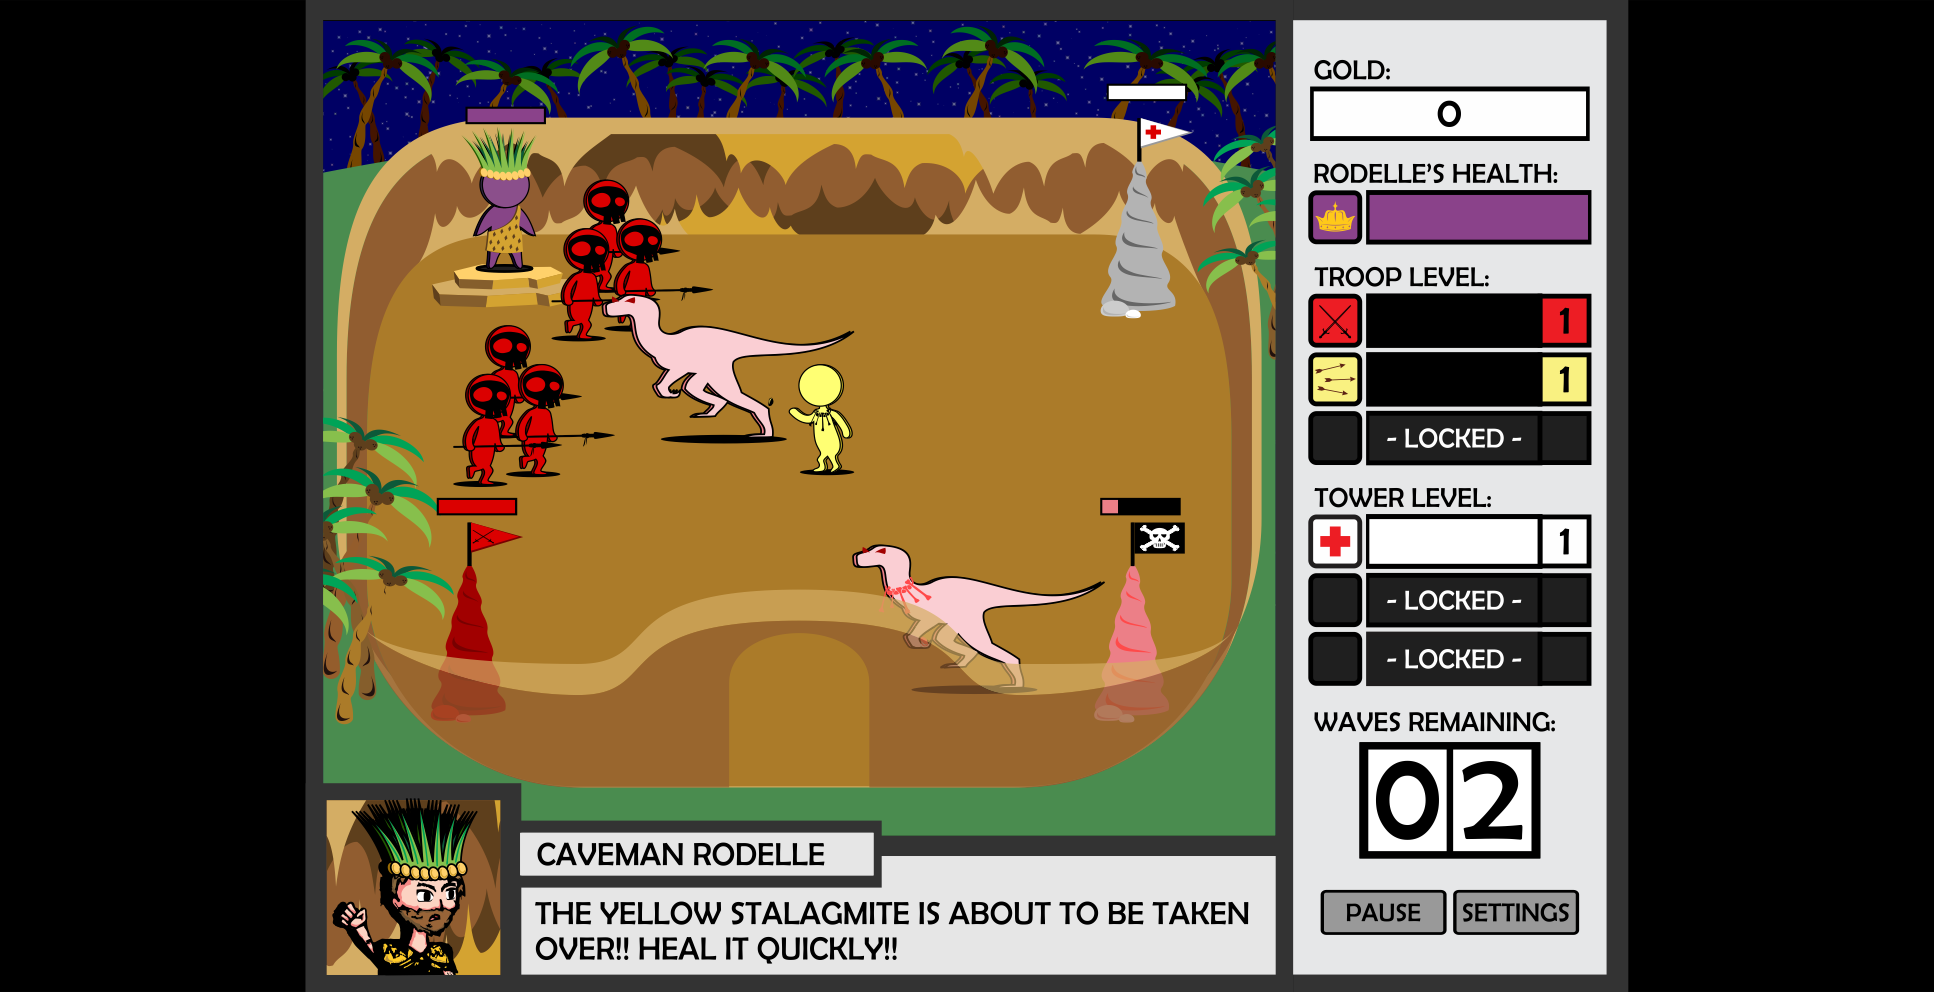 GOLD:
0
RODELLE'S HEALTH:
TROOP LEVEL:
1
1
- LOCKED -
TOWER LEVEL:
1
- LOCKED -
- LOCKED -
WAVES REMAINING:
02
PAUSE SETTINGS
CAVEMAN RODELLE
THE YELLOW STALAGMITE IS ABOUT TO BE TAKEN
OVER!! HEAL IT QUICKLY!!